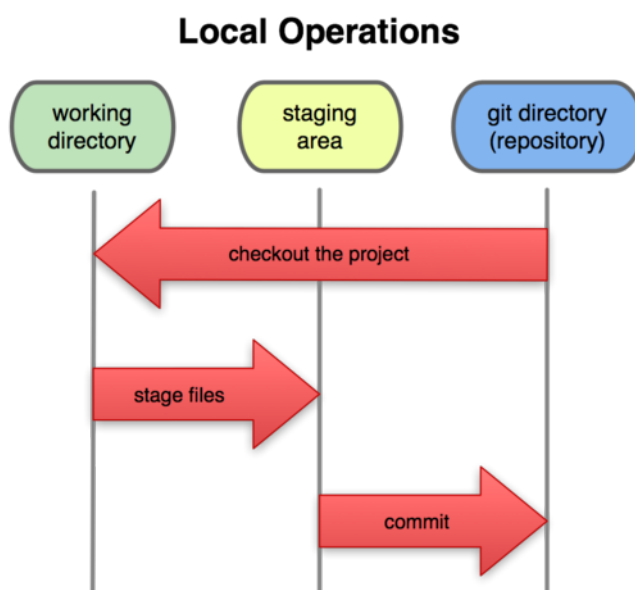 Local Operations
working
directory
staging
area
git directory
(repository)
checkout the project
stage files
commit